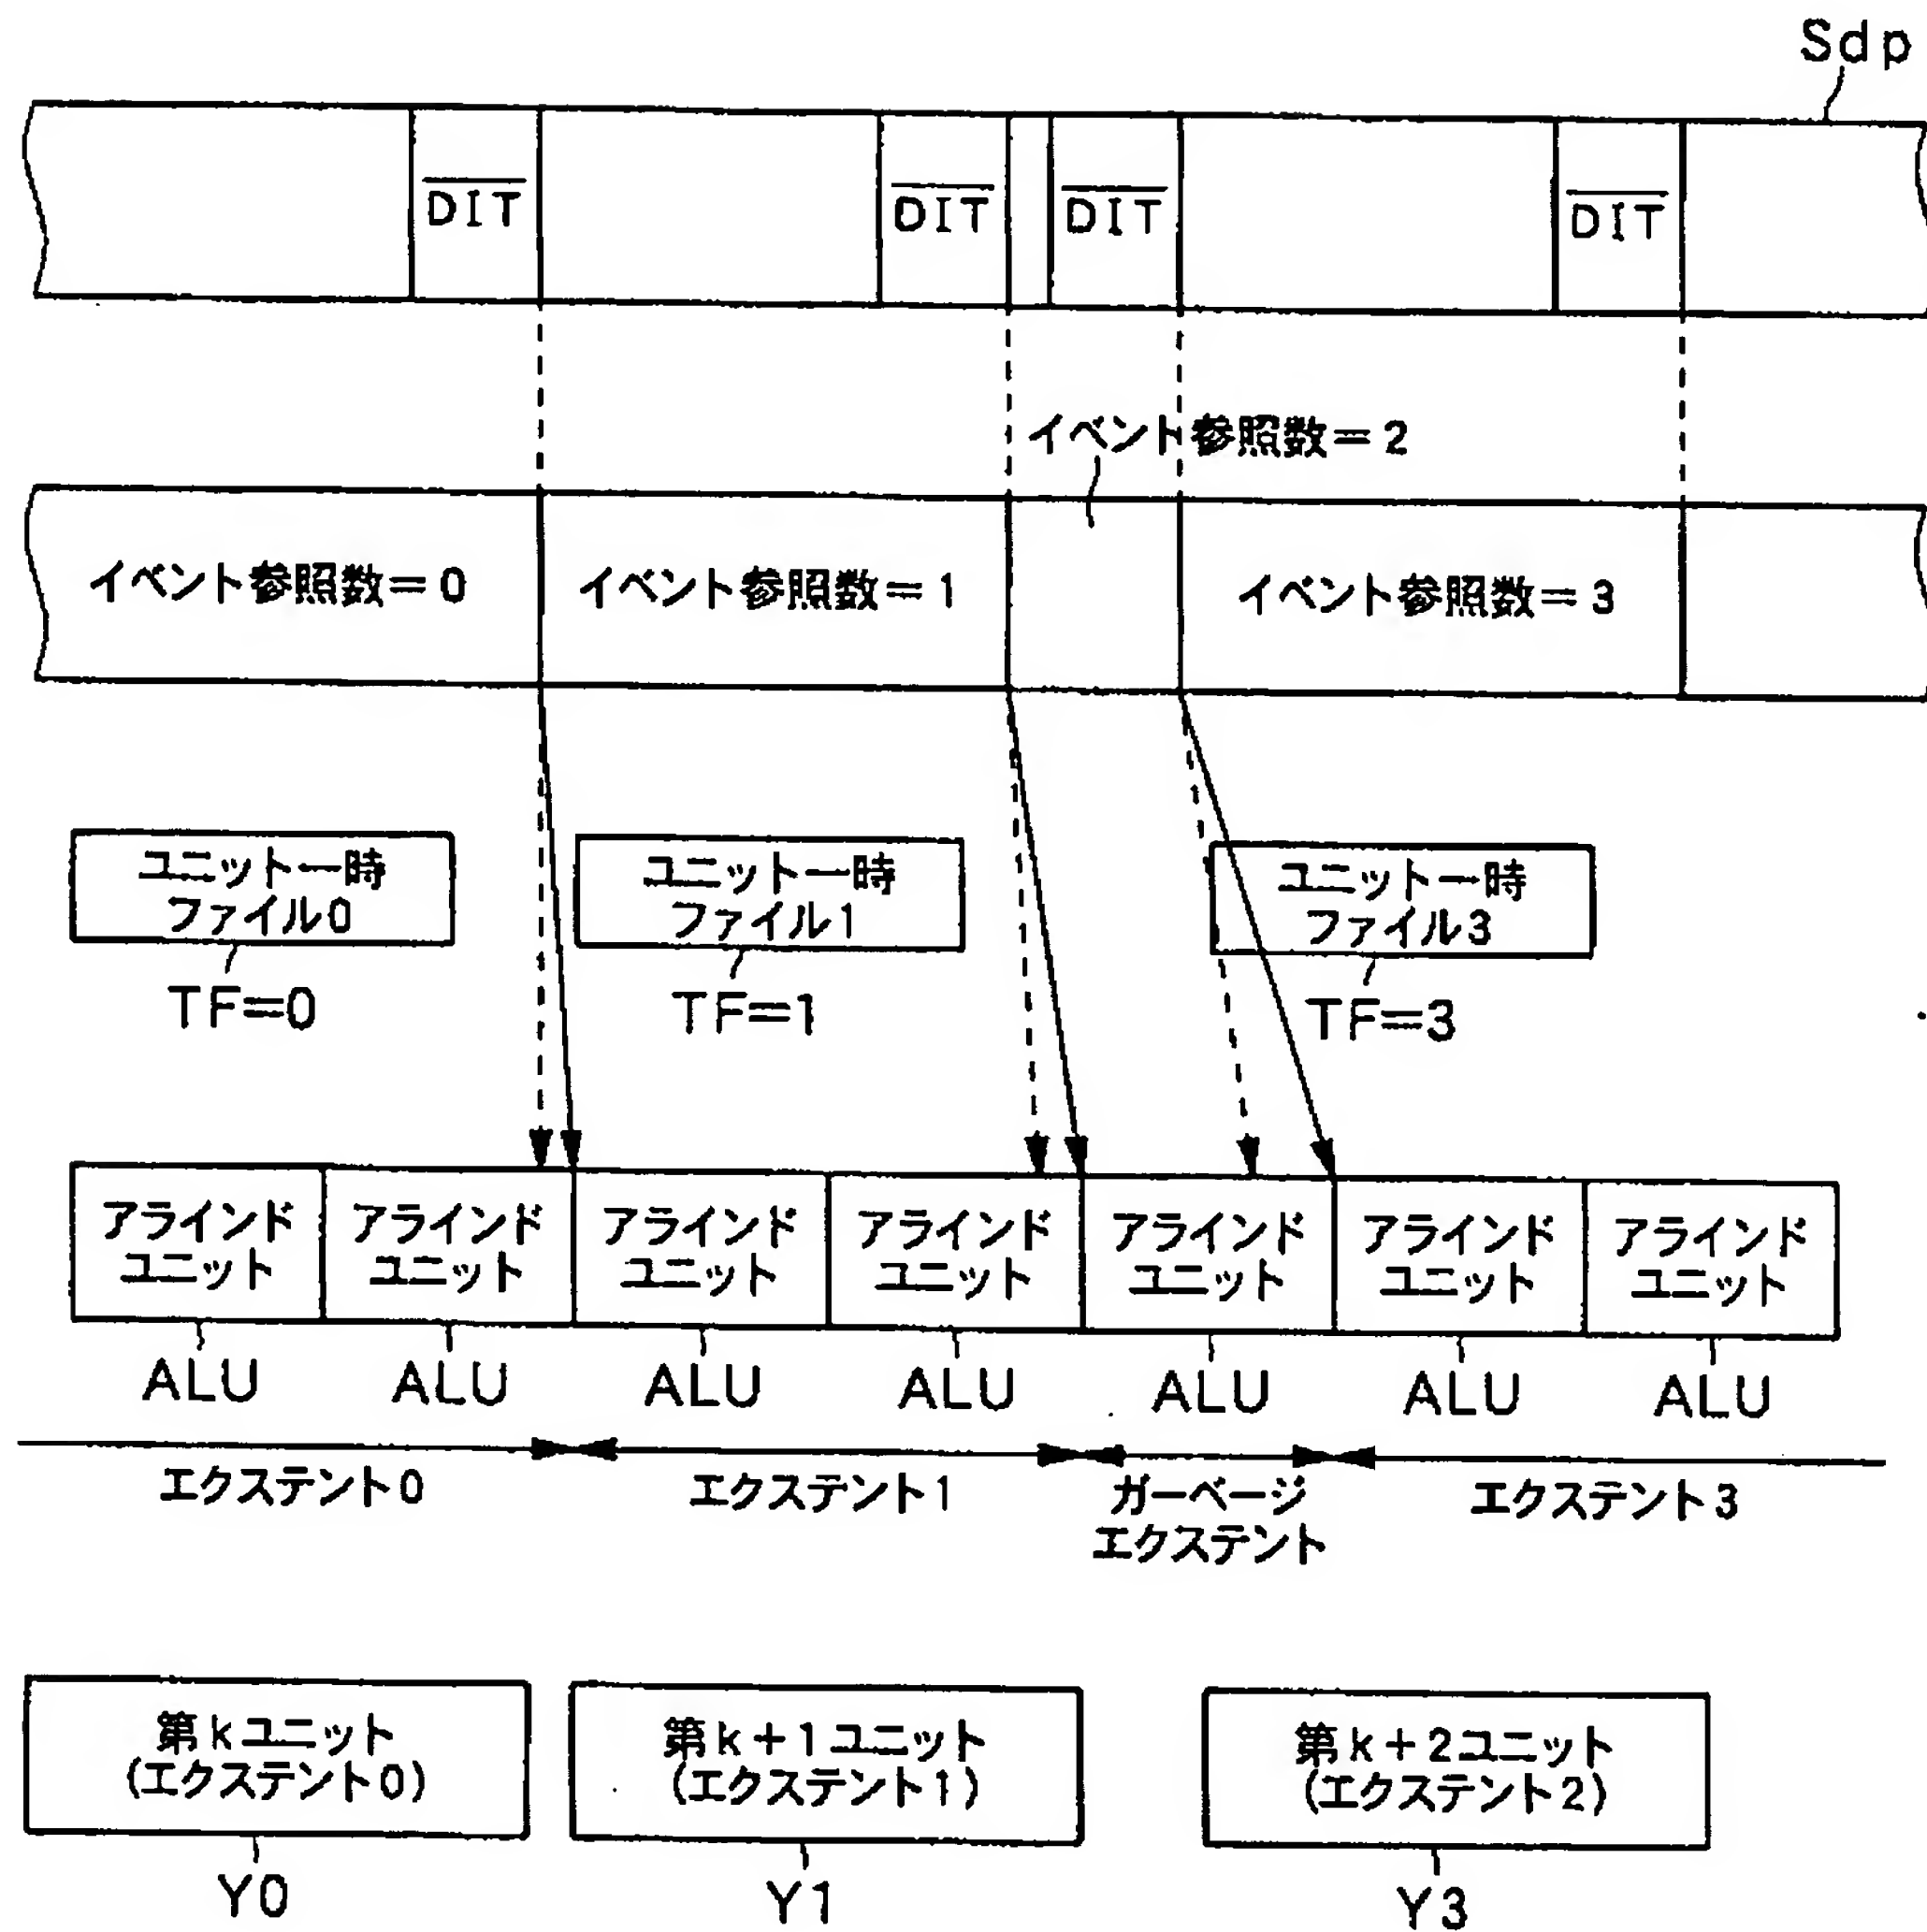 Sdp
DIT
DIT
DIT
DIT
イベント参照数=2
イベント参照数=0
イベント参照数=1
イベント参照数=3
ユニット一時
ファイル0
ユニット一時
ファイル1
ユニット一時
ファイル3
TF=0
TF=1
TF=3
アラインド
ユニット
アラインド
ユニット
アラインド
ユニット
アラインド
ユニット
アラインド
ユニット
アラインド
ユニット
アラインド
ユニット
ALU
ALU
ALU
ALU
ALU
ALU
ALU
エクステント0
エクステント1
ガーベージ
エクステント
エクステント3
第kユニット
(エクステント0)
第k+1ユニット
(エクステント1)
第k+2ユニット
(エクステント2)
Y0
Y1
Y3